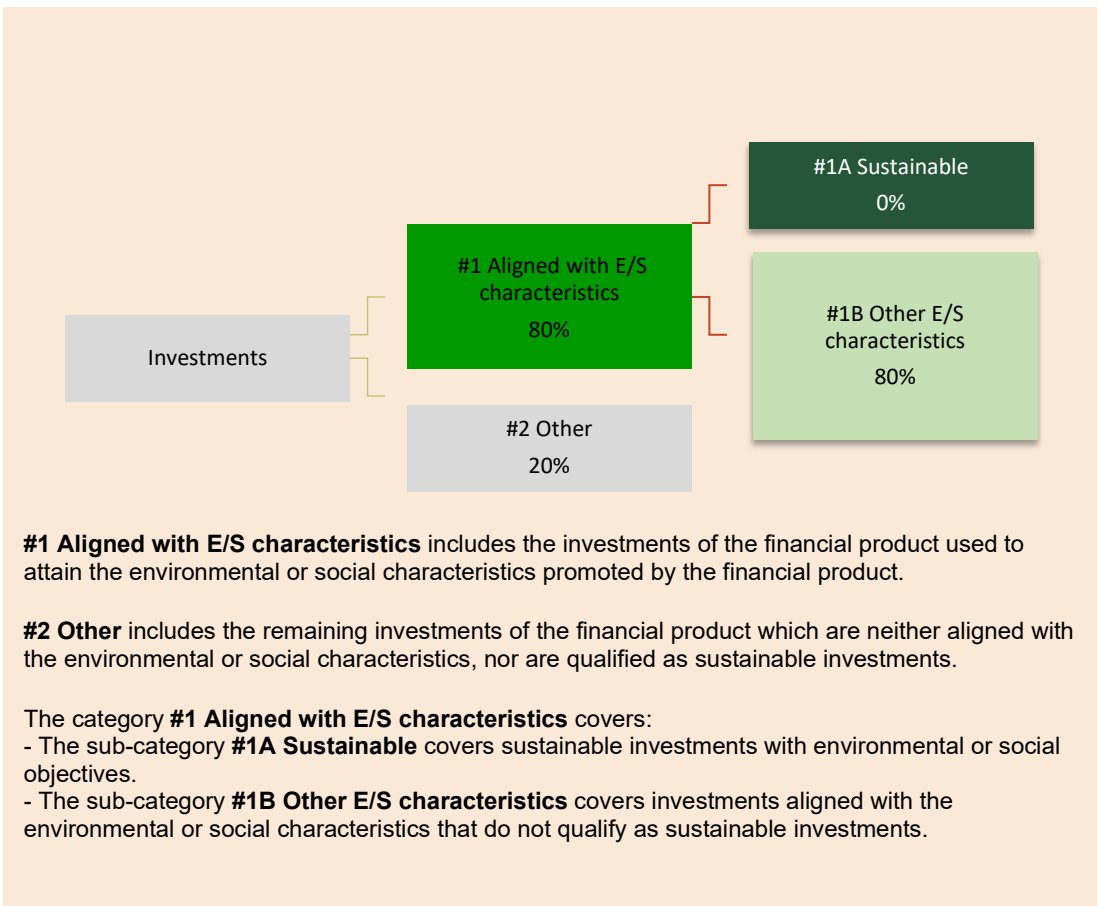 #1A Sustainable
0%
#1 Aligned with E/S
characteristics
80%
#1B Other E/S
characteristics
80%
Investments
#2 Other
20%
#1 Aligned with E/S characteristics includes the investments of the financial product used to
attain the environmental or social characteristics promoted by the financial product.
#2 Other includes the remaining investments of the financial product which are neither aligned with
the environmental or social characteristics, nor are qualified as sustainable investments.
The category #1 Aligned with E/S characteristics covers:
- The sub-category #1A Sustainable covers sustainable investments with environmental or social
objectives.
- The sub-category #1B Other E/S characteristics covers investments aligned with the
environmental or social characteristics that do not qualify as sustainable investments.